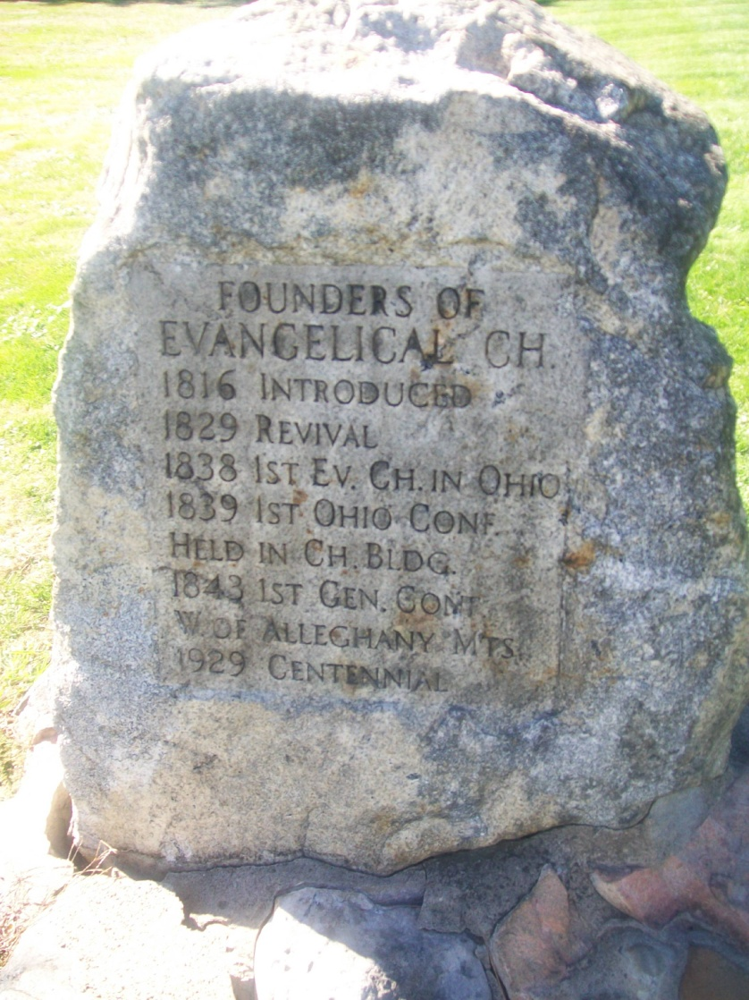 FOUNDERS OF
EVANGELICAL CH.
1816 INTRODUCED
1829 REVIVAL
1838 1ST EV. CH. IN OHIO
1839 1ST OHIO CONF.
HELD IN CH. BLDG.
1843 1ST GEN. CONF
W. OF ALLEGHANY MTS.
1929 CENTENNIAL